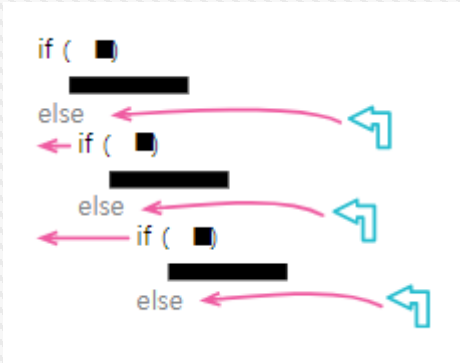 if ( ■)
else
if ( ■)
else
if ( ■)
else